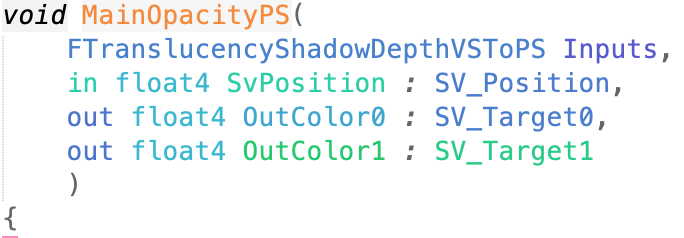 void MainOpacityPS(
FTranslucencyShadowDepthVSToPS Inputs,
in float4 SvPosition : SV_Position,
out float4 OutColor0 : SV_Target0,
out float4 OutColor1 : SV_Target1
)
{